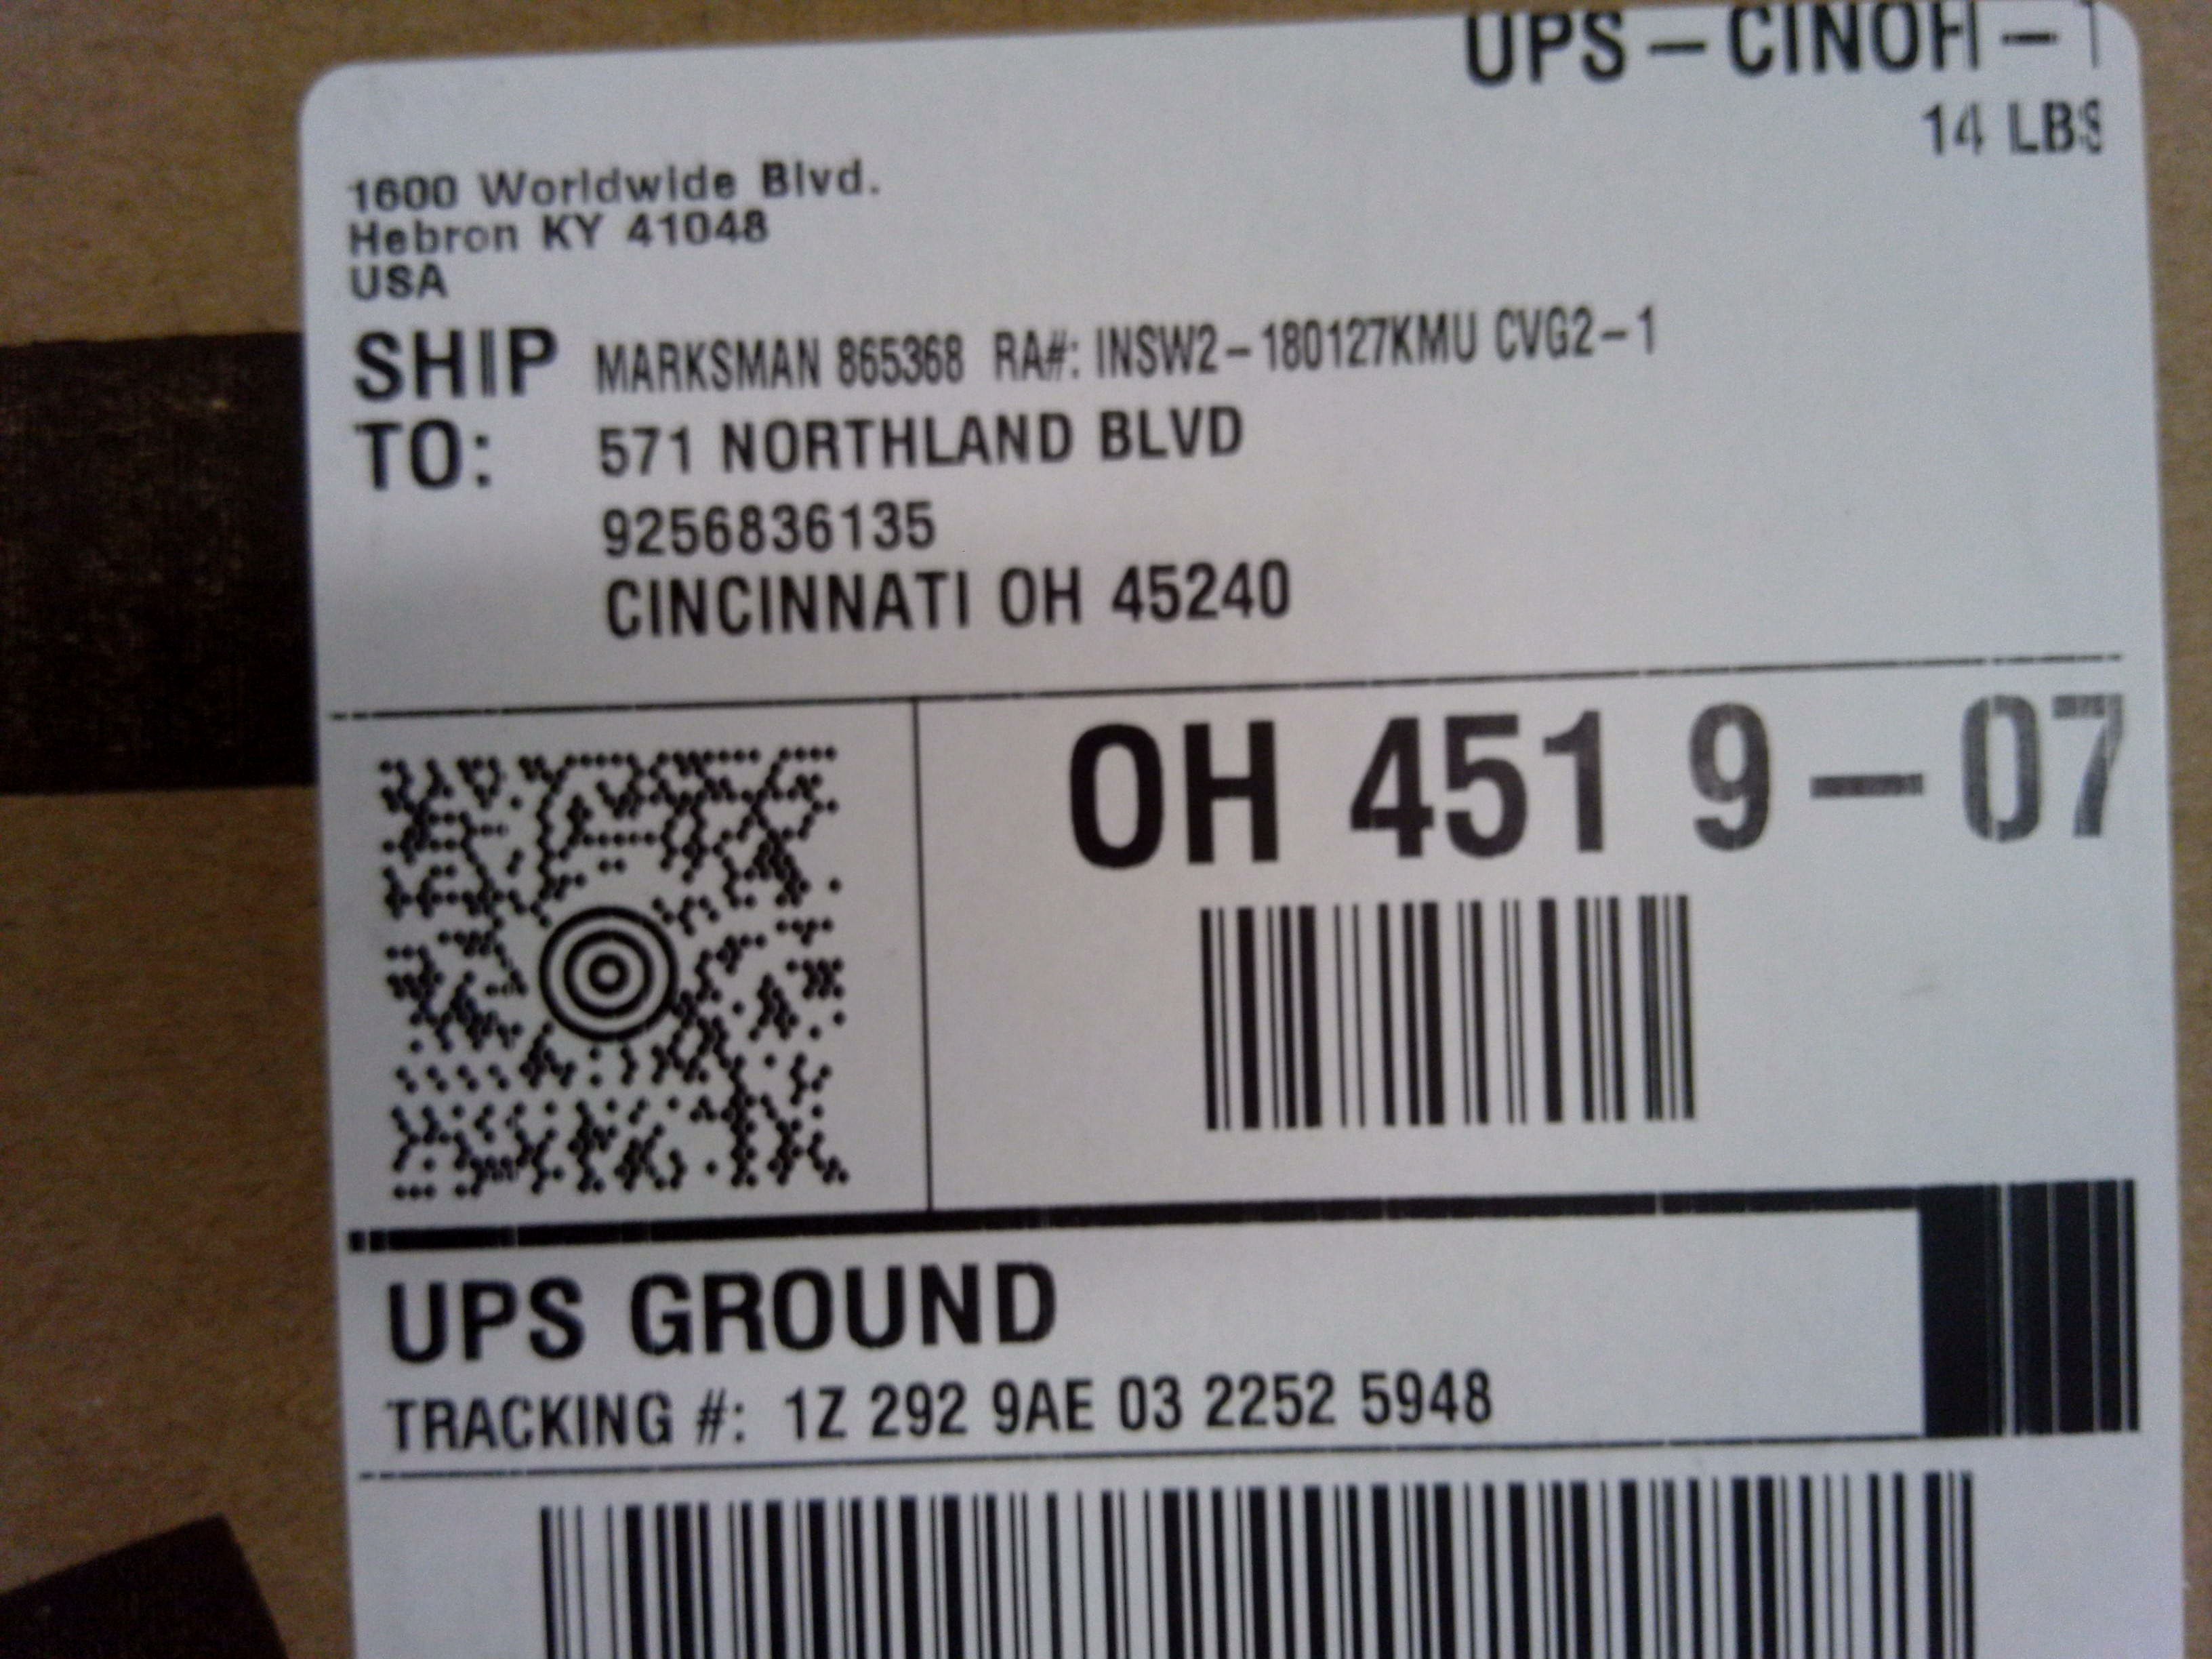 UPS – CINOH –
14 LBS
1600 Worldwide Blvd.
Hebron KY 41048
USA
SHIP TO: MARKSMAN 865368 RA#: INSW2–180127KMU CVG2–1
571 NORTHLAND BLVD
9256836135
CINCINNATI OH 45240
OH 451 9–07
UPS GROUND
TRACKING #: 1Z 292 9AE 03 2252 5948